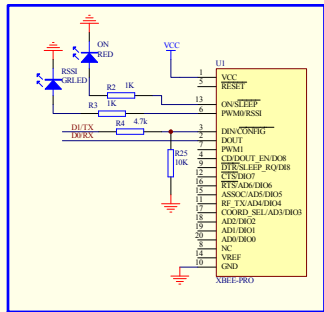 ON
RED
VCC
U1
RSSI
GRLED
R2 1K
1K
R3
R4 4.7k
D1/TX
D0/RX
R25
10K
1 VCC
5 RESET
13 ON/SLEEP
6 PWM0/RSSI
3 DIN/CONFIG
2 DOUT
7 PWM1
4 CD/DOUT_EN/DO8
9 DTR/SLEEP_RQ/DI8
12 CTS/DIO7
16 RTS/AD6/DIO6
15 ASSOC/AD5/DIO5
11 RF_TX/AD4/DIO4
17 COORD_SEL/AD3/DIO3
18 AD2/DIO2
19 AD1/DIO1
20 AD0/DIO0
8 NC
14 VREF
10 GND
XBEE-PRO